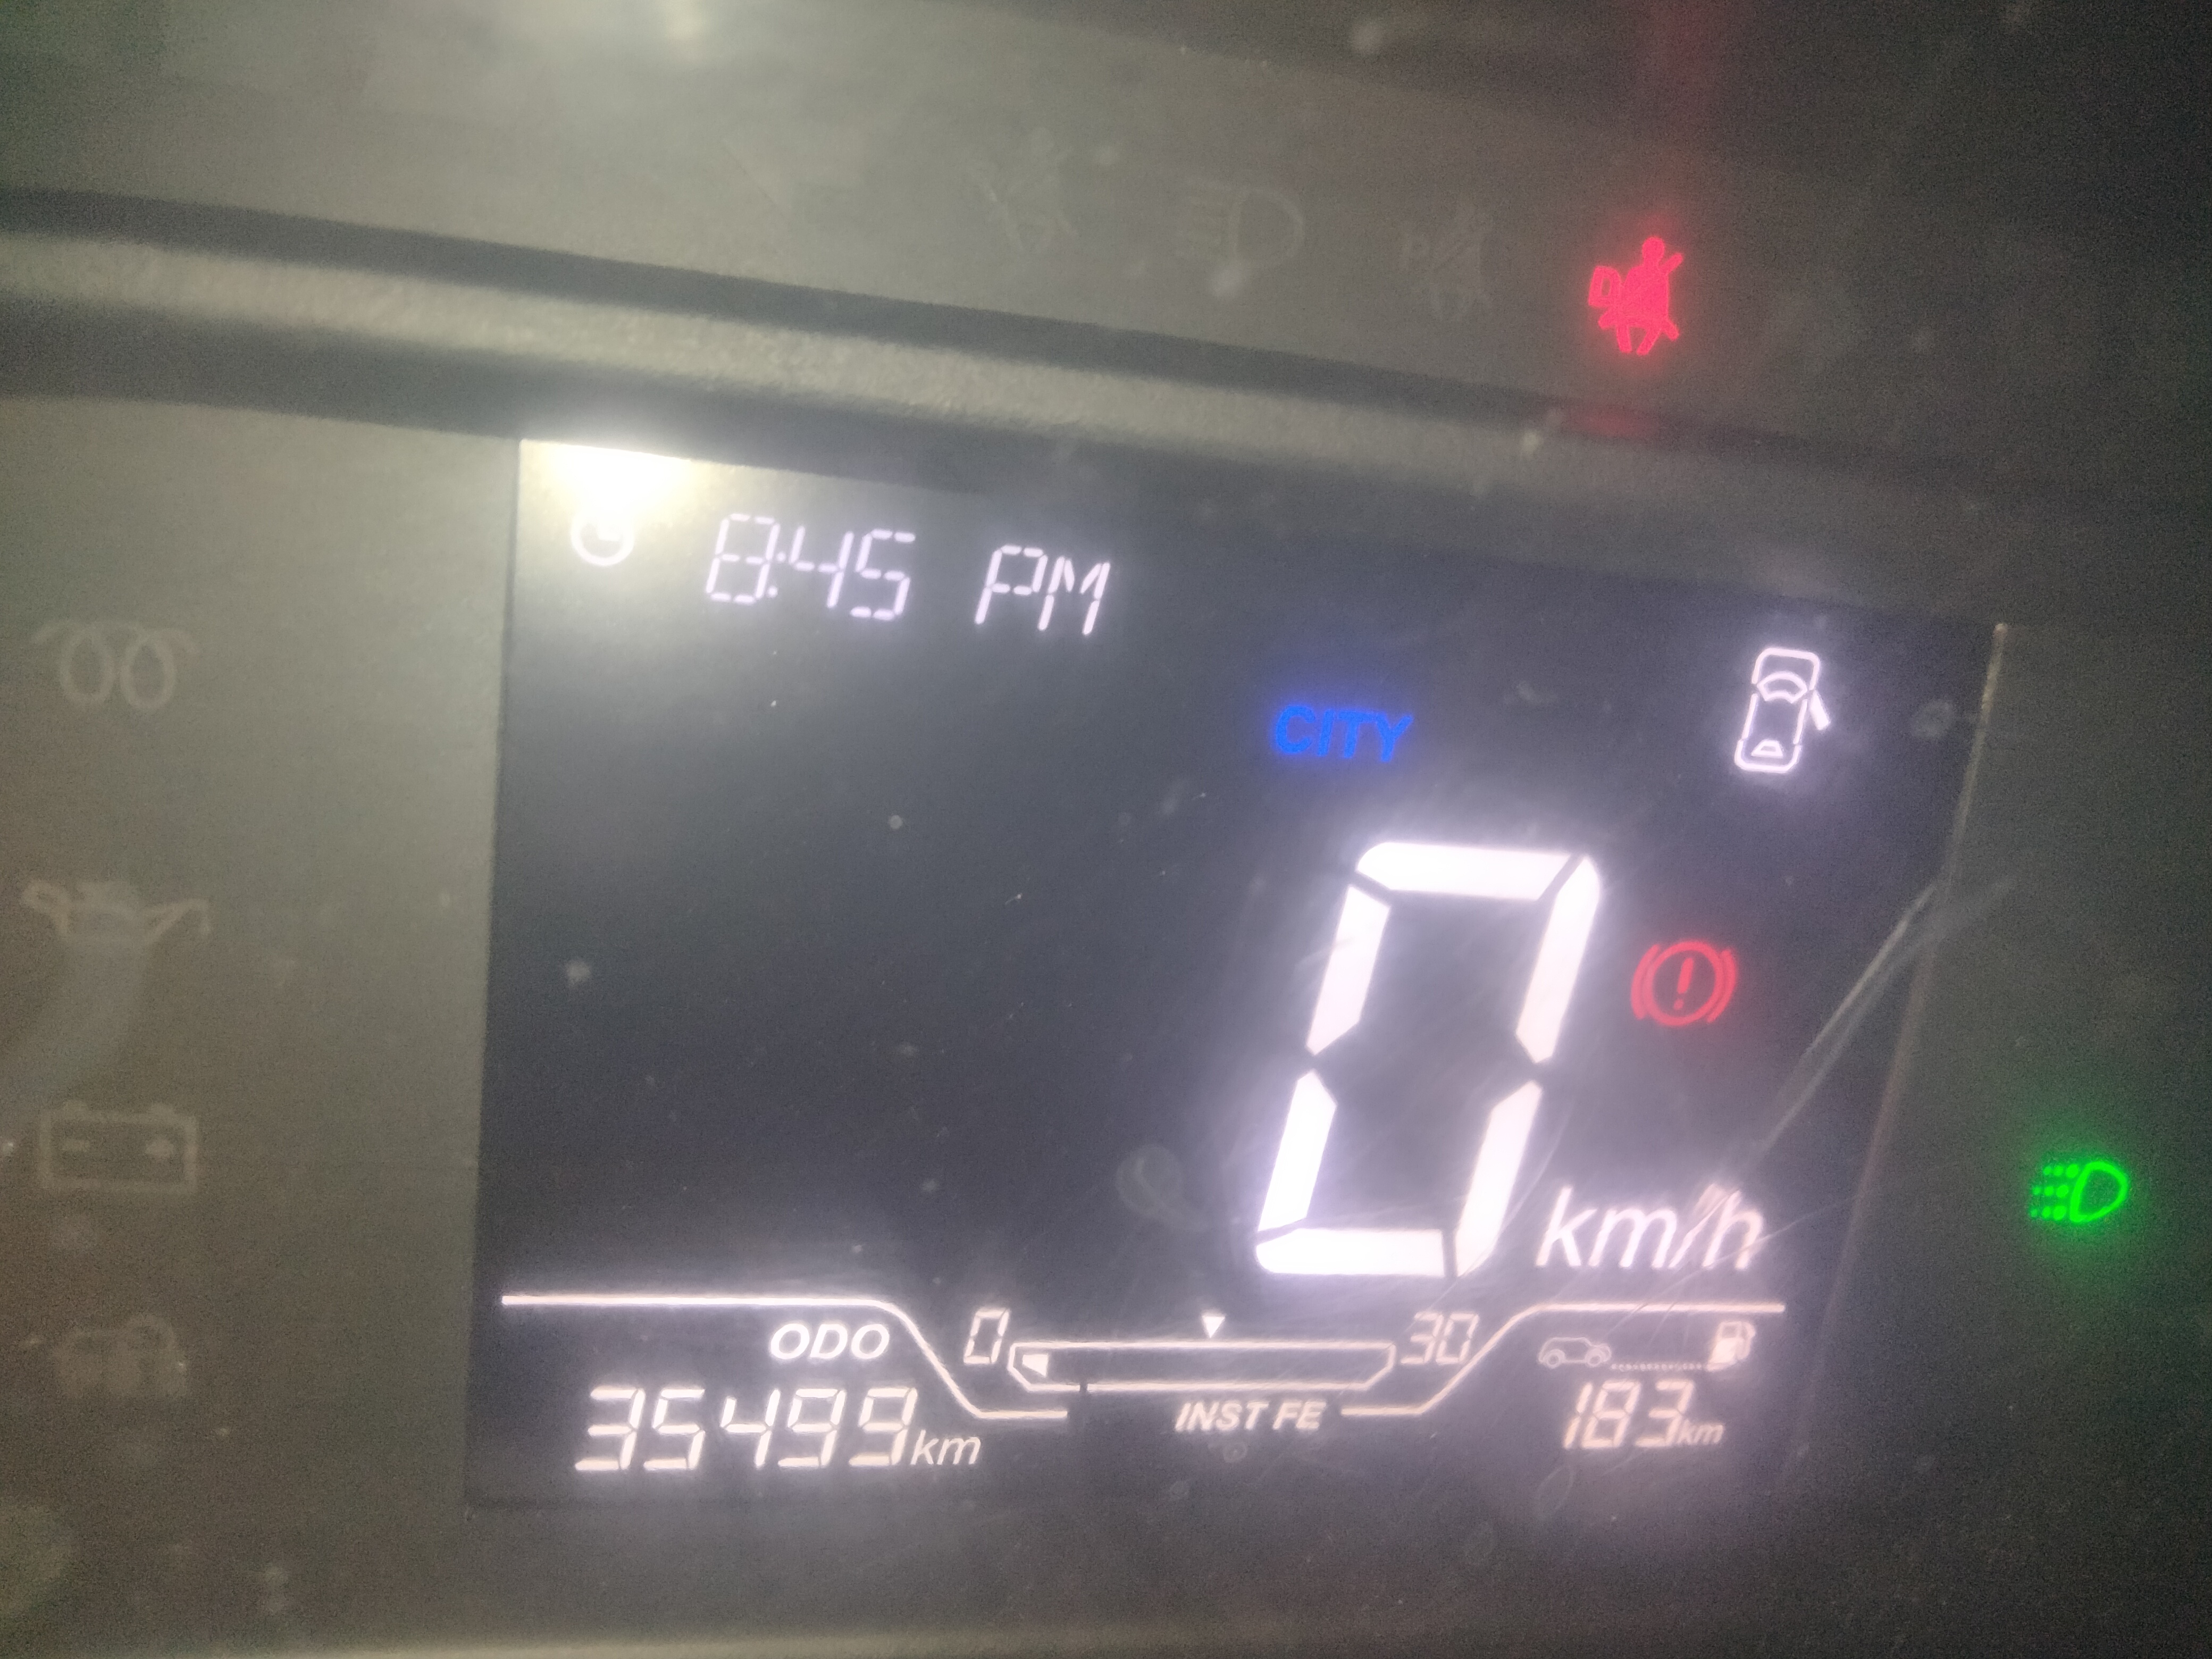 8:45 PM
CITY
0
km/h
ODO
0
30
35499km
INST FE
183km